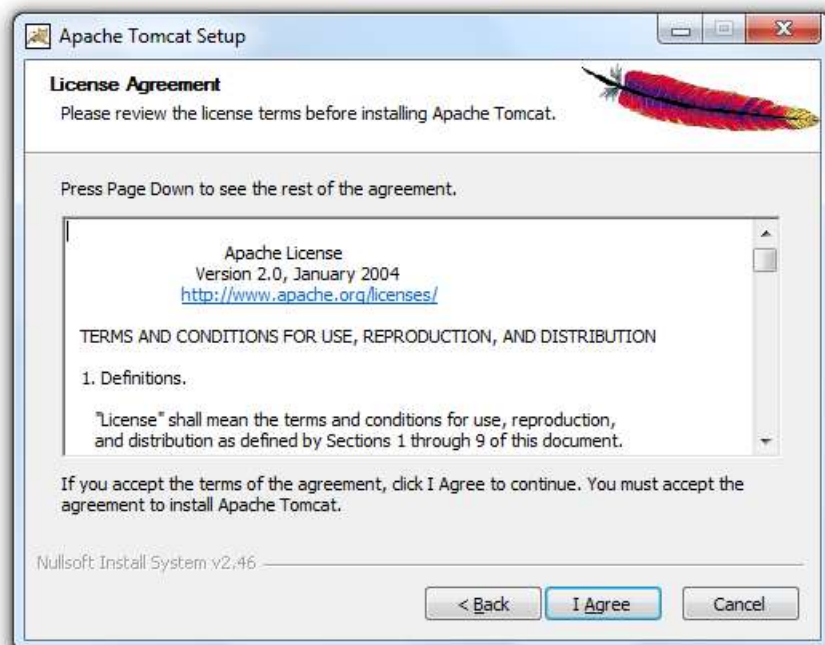 Apache Tomcat Setup
License Agreement
Please review the license terms before installing Apache Tomcat.
Press Page Down to see the rest of the agreement.
Apache License
Version 2.0, January 2004
http://www.apache.org/licenses/
TERMS AND CONDITIONS FOR USE, REPRODUCTION, AND DISTRIBUTION
1. Definitions.
"License" shall mean the terms and conditions for use, reproduction,
and distribution as defined by Sections 1 through 9 of this document.
If you accept the terms of the agreement, click I Agree to continue. You must accept the
agreement to install Apache Tomcat.
Nullsoft Install System v2.46
< Back I Agree Cancel